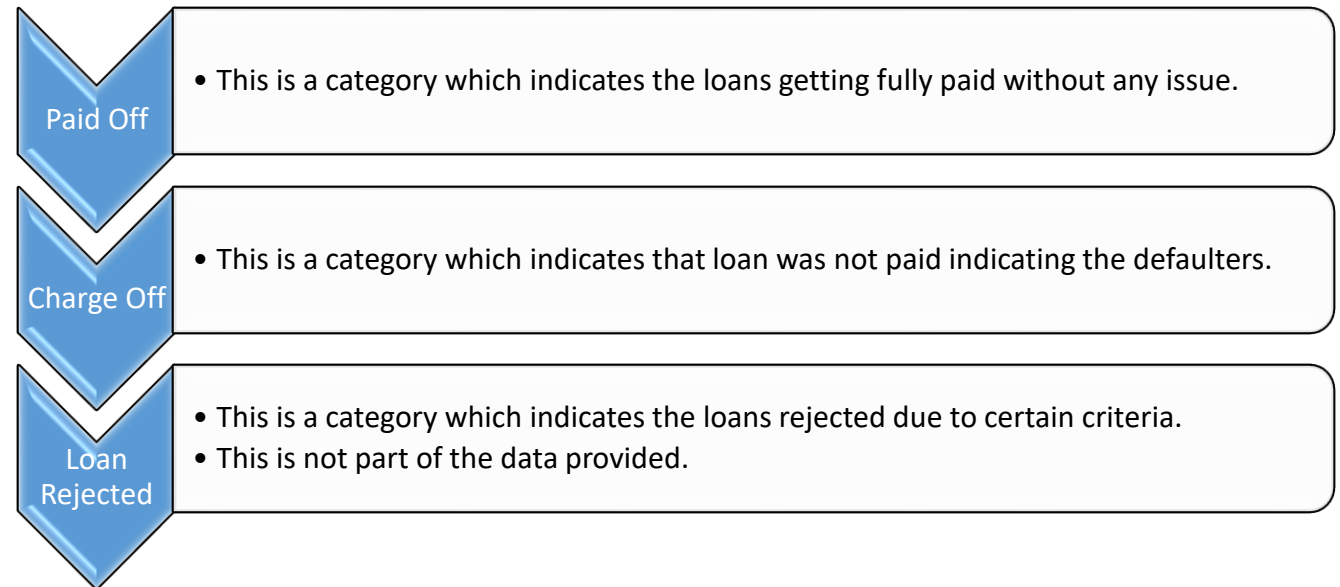 Paid Off
• This is a category which indicates the loans getting fully paid without any issue.
Charge Off
• This is a category which indicates that loan was not paid indicating the defaulters.
Loan
Rejected
• This is a category which indicates the loans rejected due to certain criteria.
• This is not part of the data provided.